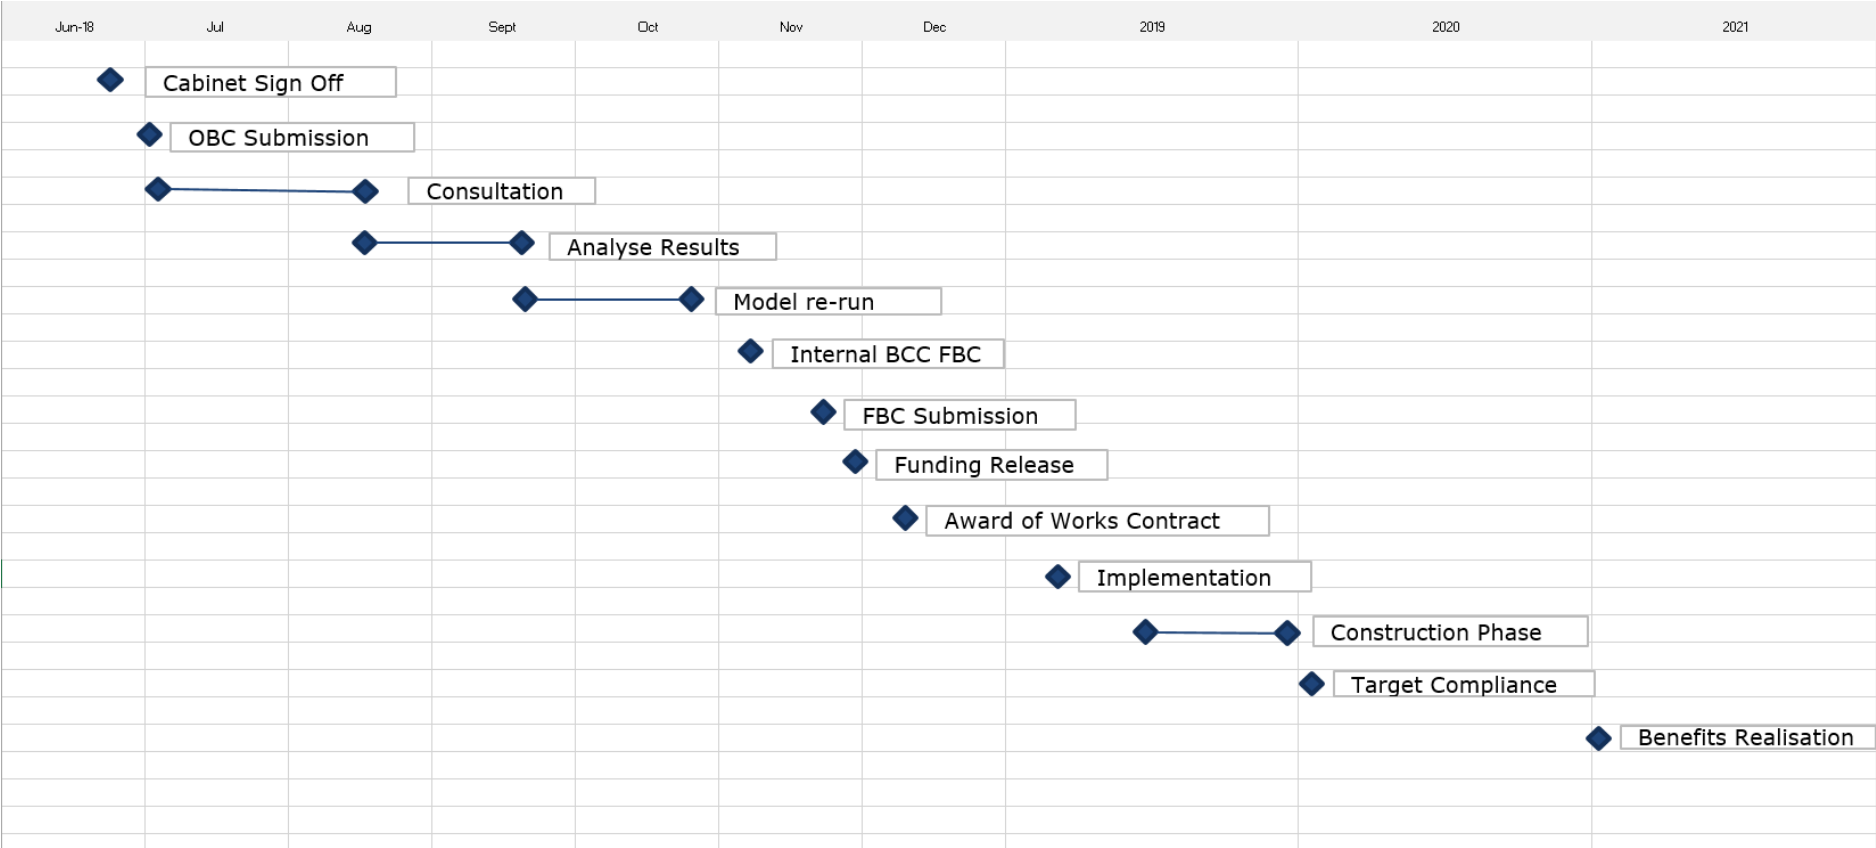 Jun-18 Jul Aug Sept Oct Nov Dec 2019 2020 2021
Cabinet Sign Off
OBC Submission
Consultation
Analyse Results
Model re-run
Internal BCC FBC
FBC Submission
Funding Release
Award of Works Contract
Implementation
Construction Phase
Target Compliance
Benefits Realisation